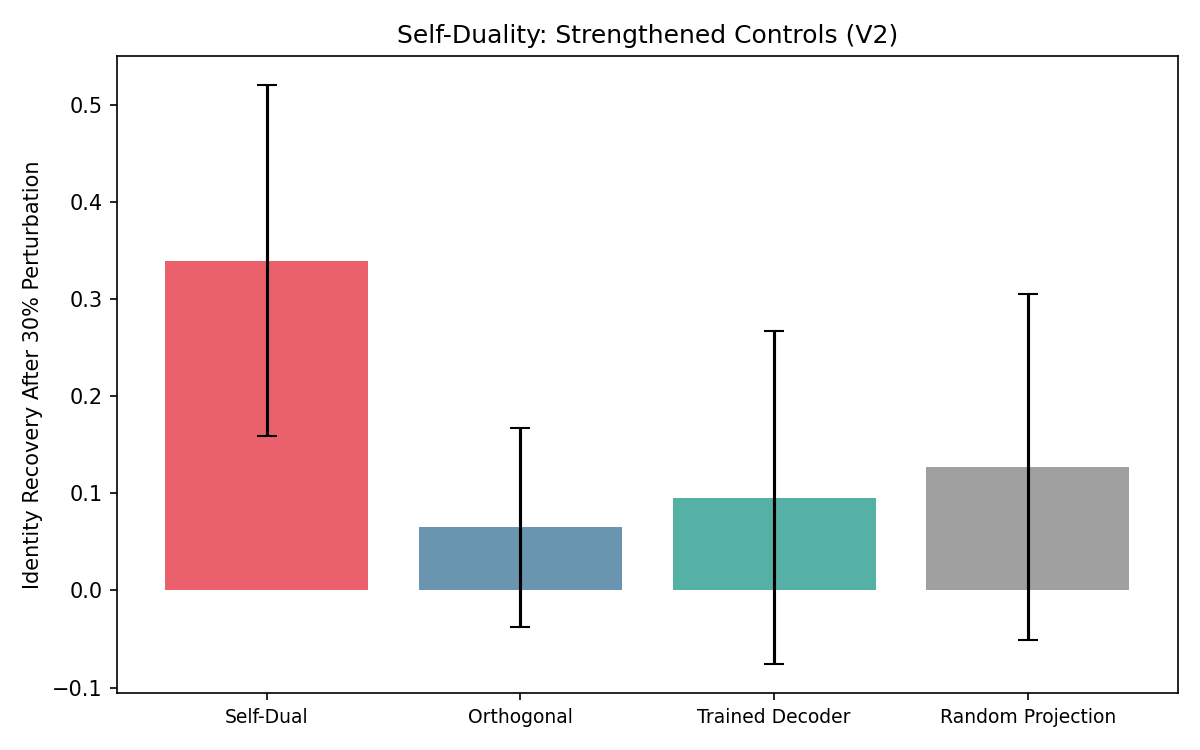 Self-Duality: Strengthened Controls (V2)
Identity Recovery After 30% Perturbation
0.5
0.4
0.3
0.2
0.1
0.0
−0.1
Self-Dual
Orthogonal
Trained Decoder
Random Projection